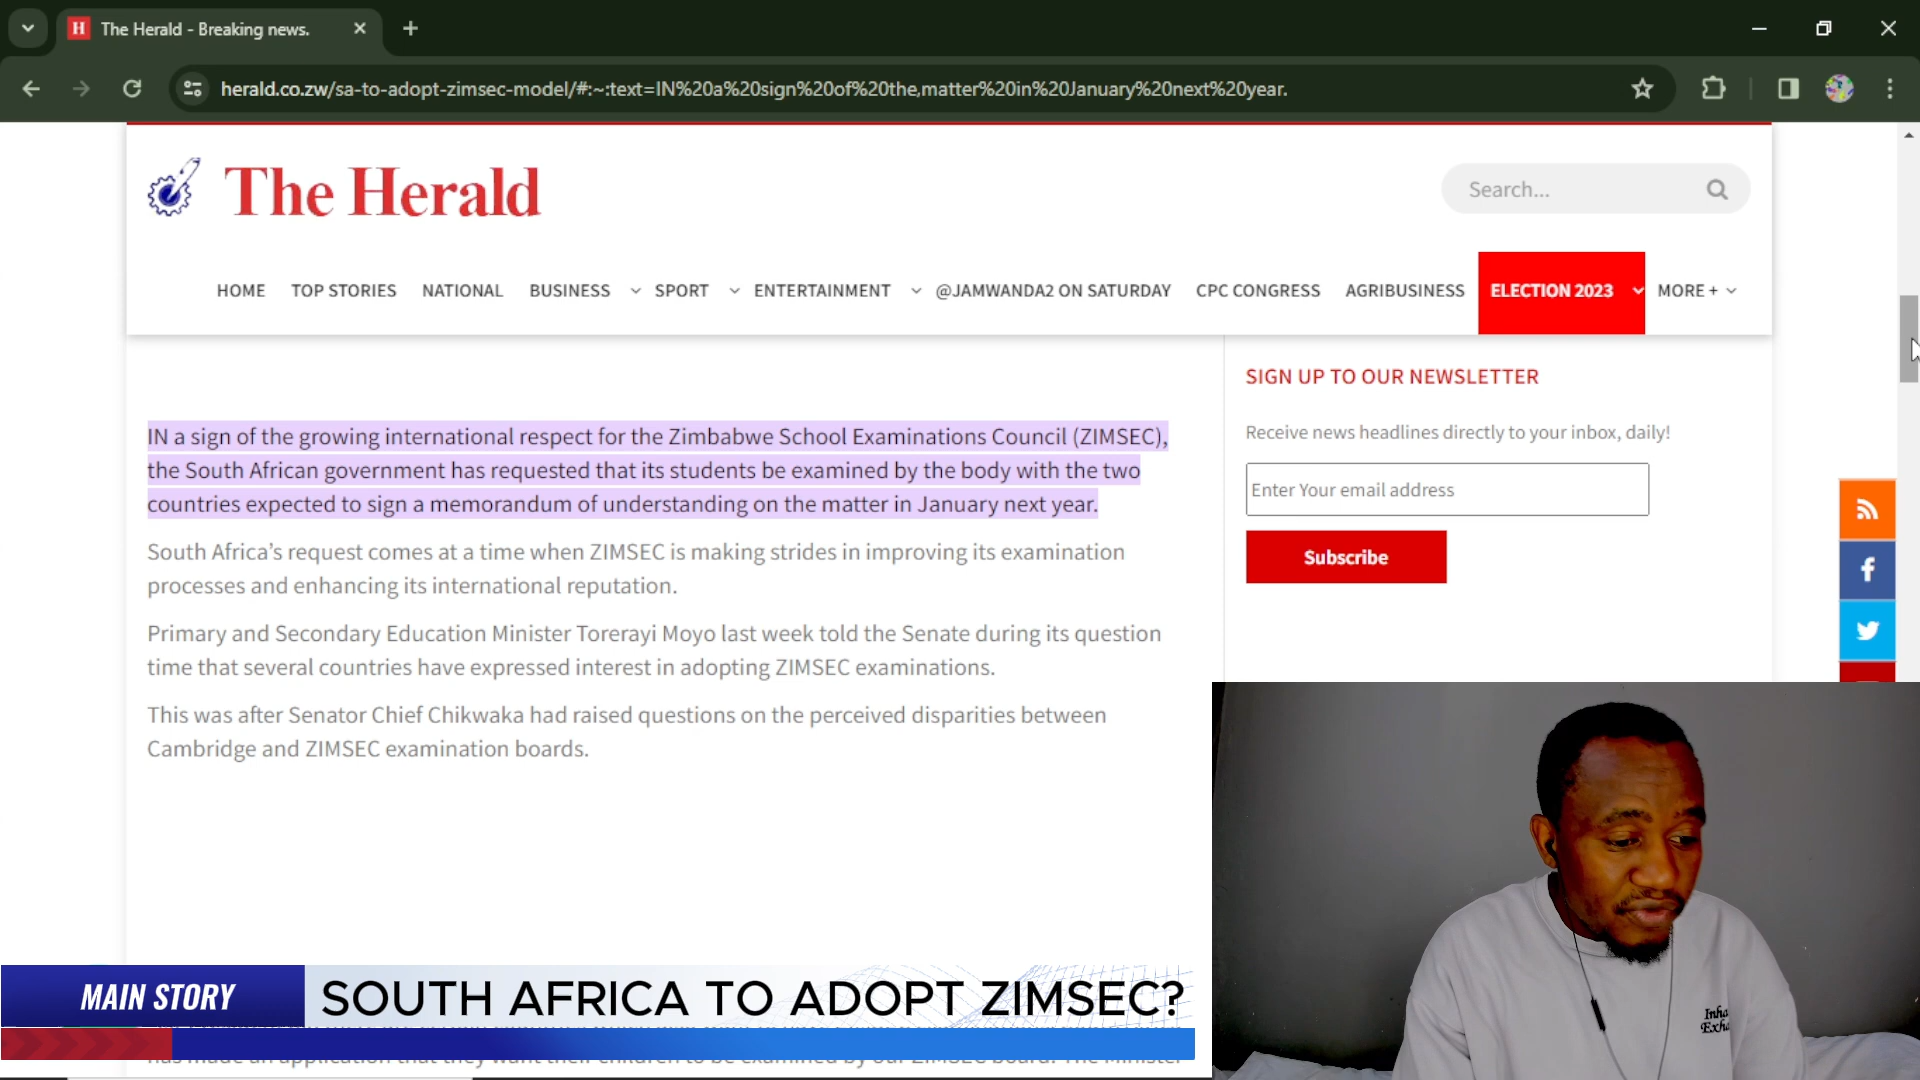 The Herald - Breaking news.
herald.co.zw/sa-to-adopt-zimsec-model/#:~:text=IN%20a%20sign%20of%20the,matter%20in%20January%20next%20year.
The Herald
Search...
HOME TOP STORIES NATIONAL BUSINESS SPORT ENTERTAINMENT @JAMWANDA2 ON SATURDAY CPC CONGRESS AGRIBUSINESS ELECTION 2023 MORE +
IN a sign of the growing international respect for the Zimbabwe School Examinations Council (ZIMSEC),
the South African government has requested that its students be examined by the body with the two
countries expected to sign a memorandum of understanding on the matter in January next year.
South Africa’s request comes at a time when ZIMSEC is making strides in improving its examination
processes and enhancing its international reputation.
Primary and Secondary Education Minister Torerayi Moyo last week told the Senate during its question
time that several countries have expressed interest in adopting ZIMSEC examinations.
This was after Senator Chief Chikwaka had raised questions on the perceived disparities between
Cambridge and ZIMSEC examination boards.
SIGN UP TO OUR NEWSLETTER
Receive news headlines directly to your inbox, daily!
Enter Your email address
Subscribe
MAIN STORY
SOUTH AFRICA TO ADOPT ZIMSEC?